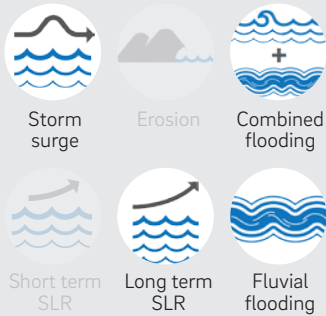 Storm
surge
Erosion
Combined
flooding
Short term
SLR
Long term
SLR
Fluvial
flooding